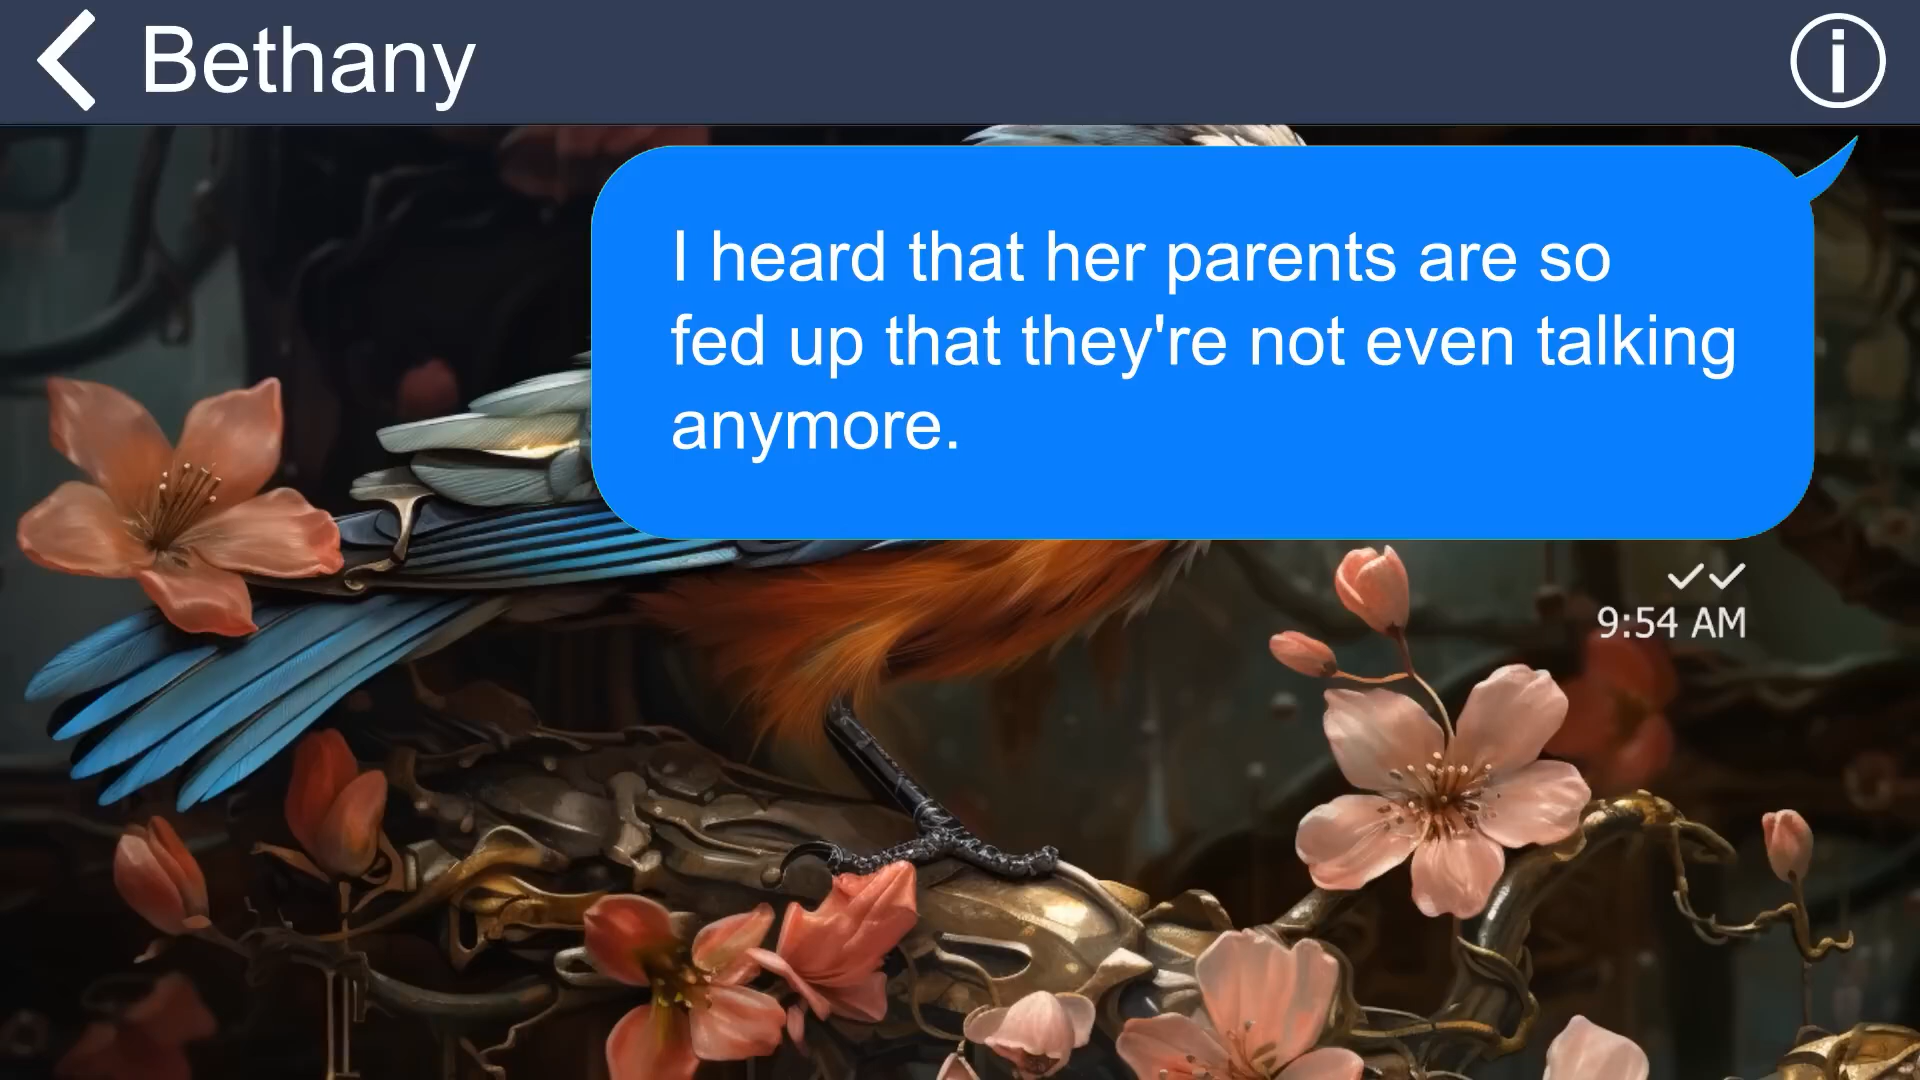 Bethany
I heard that her parents are so
fed up that they're not even talking
anymore.
9:54 AM